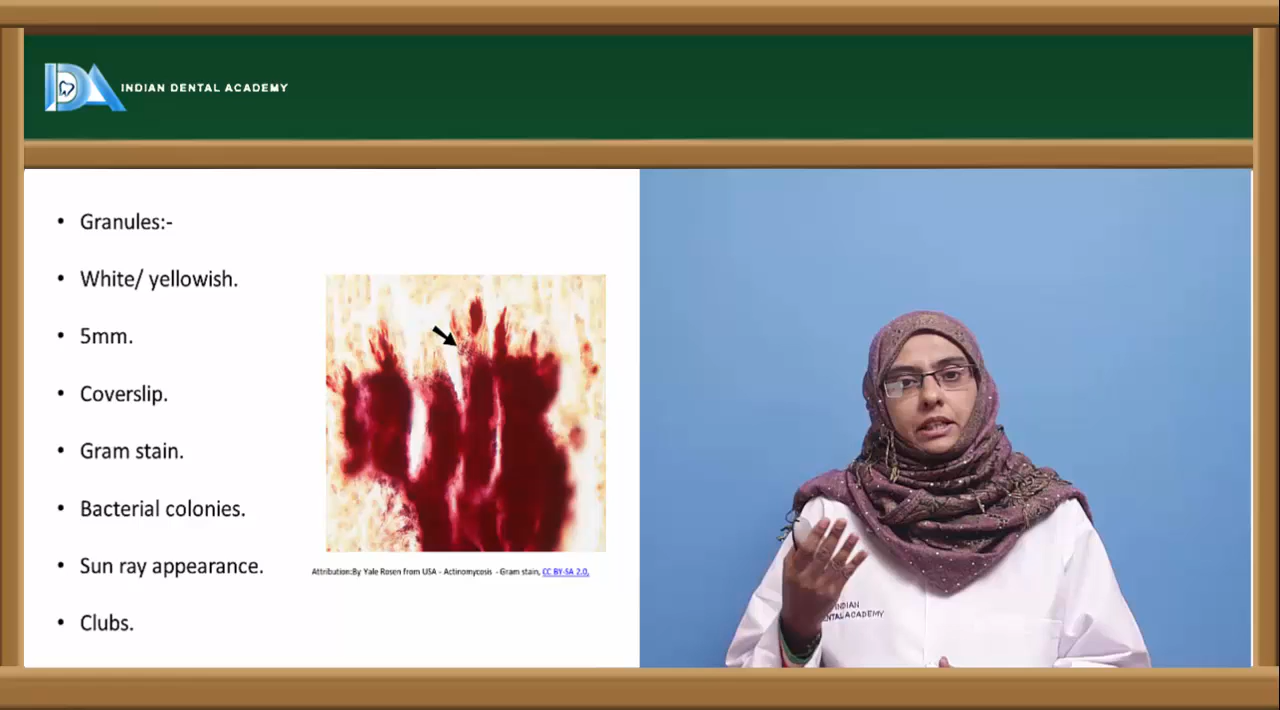 IDA INDIAN DENTAL ACADEMY
• Granules:-
• White/ yellowish.
• 5mm.
• Coverslip.
• Gram stain.
• Bacterial colonies.
• Sun ray appearance.
• Clubs.
Attribution:By Yale Rosen from USA - Actinomycosis - Gram stain, CC BY-SA 2.0,
INDIAN
ACADEMY